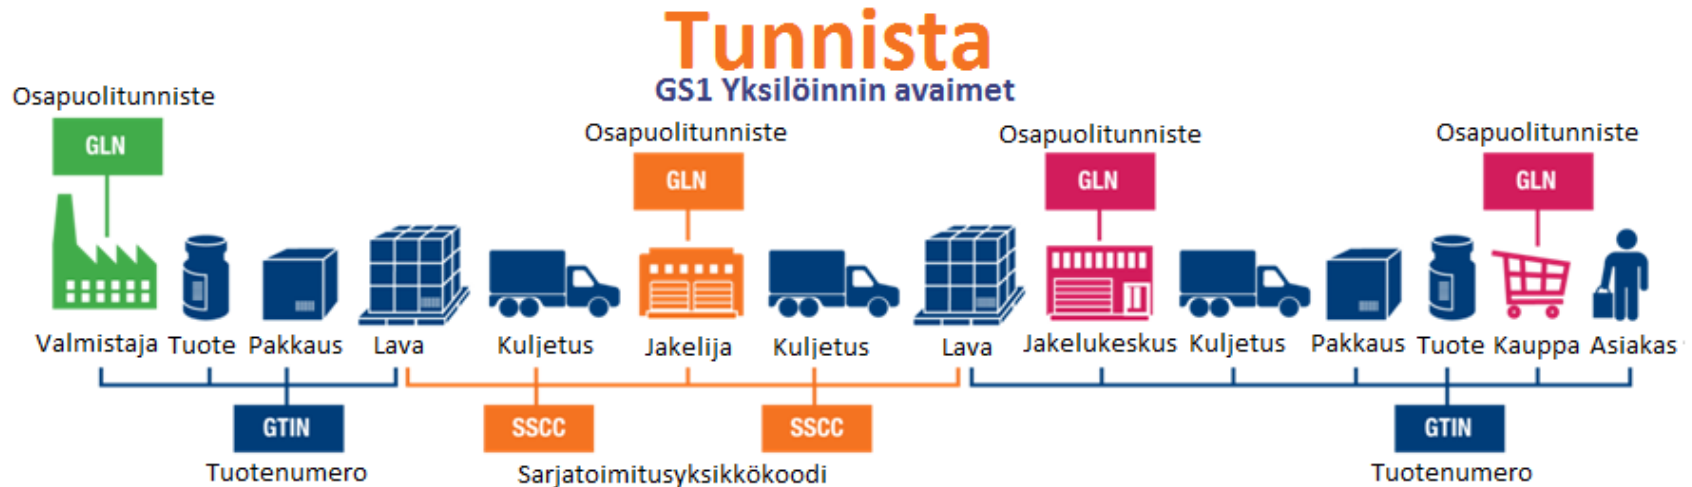 Tunnista
GS1 Yksilöinnin avaimet
Osapuolitunniste
GLN
Osapuolitunniste
GLN
Osapuolitunniste
GLN
Osapuolitunniste
GLN
Valmistaja Tuote Pakkaus Lava Kuljetus Jakelija Kuljetus Lava Jakelukeskus Kuljetus Pakkaus Tuote Kauppa Asiakas
GTIN
Tuotenumero
SSCC SSCC
Sarjatoimitusyksikkökoodi
GTIN
Tuotenumero